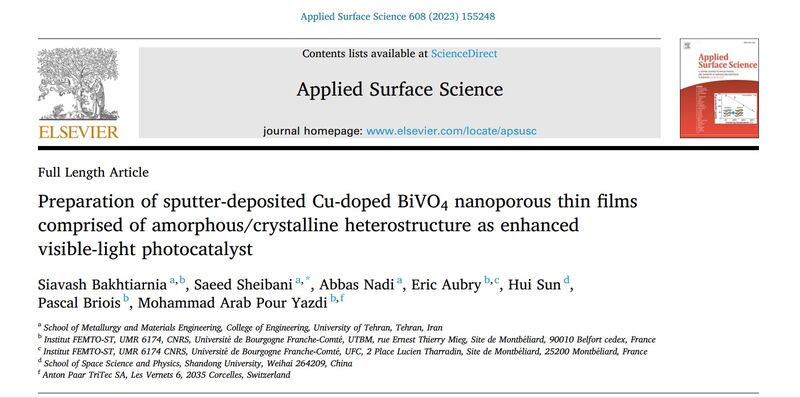 Applied Surface Science 608 (2023) 155248
Contents lists available at ScienceDirect
Applied Surface Science
journal homepage: www.elsevier.com/locate/apsusc
ELSEVIER
Applied
Surface Science
Full Length Article
Preparation of sputter-deposited Cu-doped BiVO4 nanoporous thin films
comprised of amorphous/crystalline heterostructure as enhanced
visible-light photocatalyst
Siavash Bakhtiarnia a,b, Saeed Sheibani a,*, Abbas Nadi a, Eric Aubry b,c, Hui Sun d,
Pascal Briois b, Mohammad Arab Pour Yazdi b,f
a School of Metallurgy and Materials Engineering, College of Engineering, University of Tehran, Tehran, Iran
b Institut FEMTO-ST, UMR 6174, CNRS, Université de Bourgogne Franche-Comté, UTBM, rue Ernest Thierry Mieg, Site de Montbéliard, 90010 Belfort cedex, France
c Institut FEMTO-ST, UMR 6174 CNRS, Université de Bourgogne Franche-Comté, UFC, 2 Place Lucien Tharradin, Site de Montbéliard, 25200 Montbéliard, France
d School of Space Science and Physics, Shandong University, Weihai 264209, China
f Anton Paar TriTec SA, Les Vernets 6, 2035 Corcelles, Switzerland